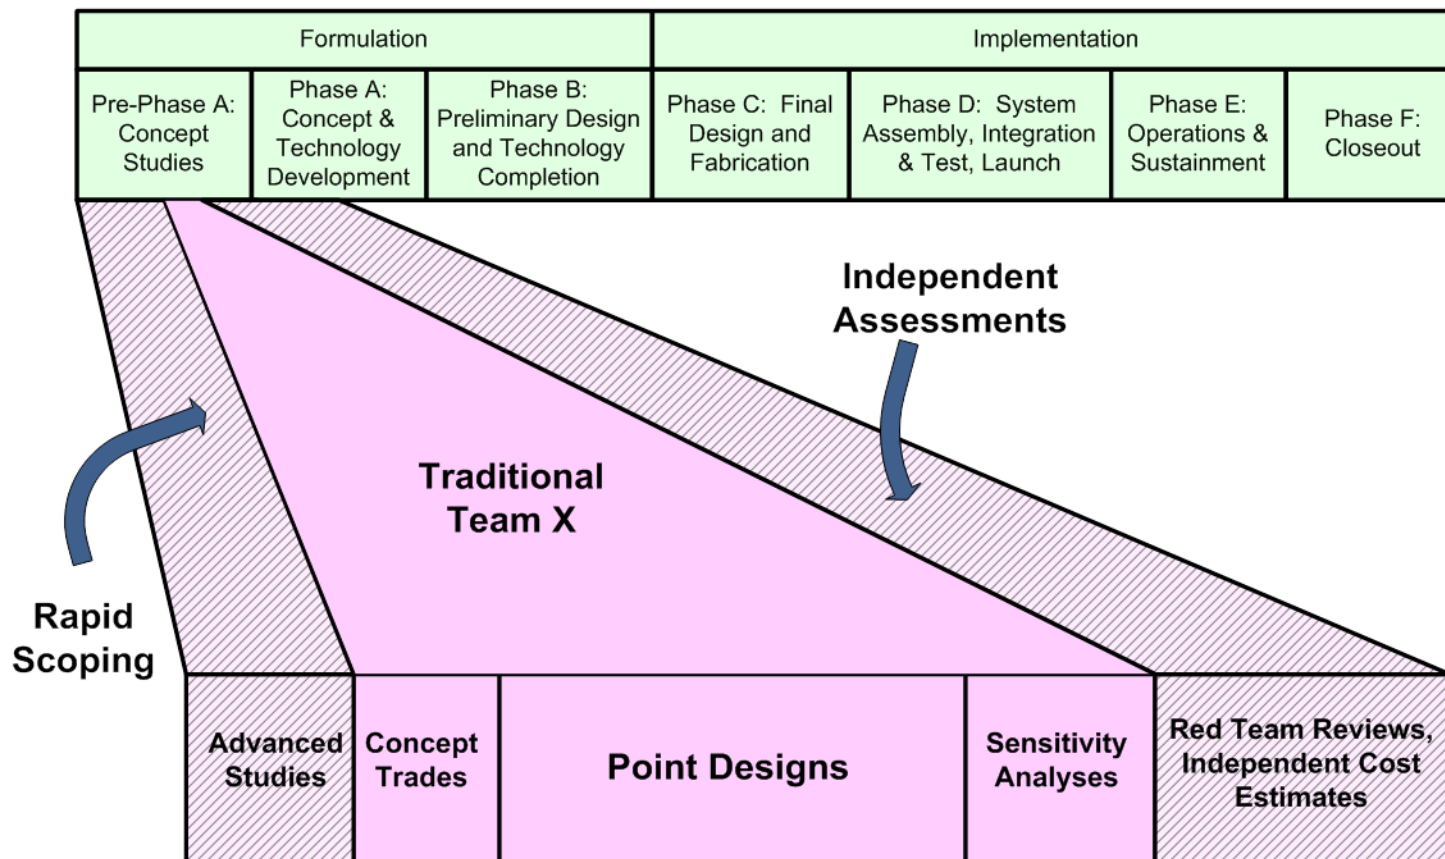 Formulation
Implementation
Pre-Phase A:
Concept
Studies
Phase A:
Concept &
Technology
Development
Phase B:
Preliminary Design
and Technology
Completion
Phase C:  Final
Design and
Fabrication
Phase D:  System
Assembly, Integration
& Test, Launch
Phase E:
Operations &
Sustainment
Phase F:
Closeout
Independent
Assessments
Traditional
Team X
Rapid
Scoping
Advanced
Studies
Concept
Trades
Point Designs
Sensitivity
Analyses
Red Team Reviews,
Independent Cost
Estimates